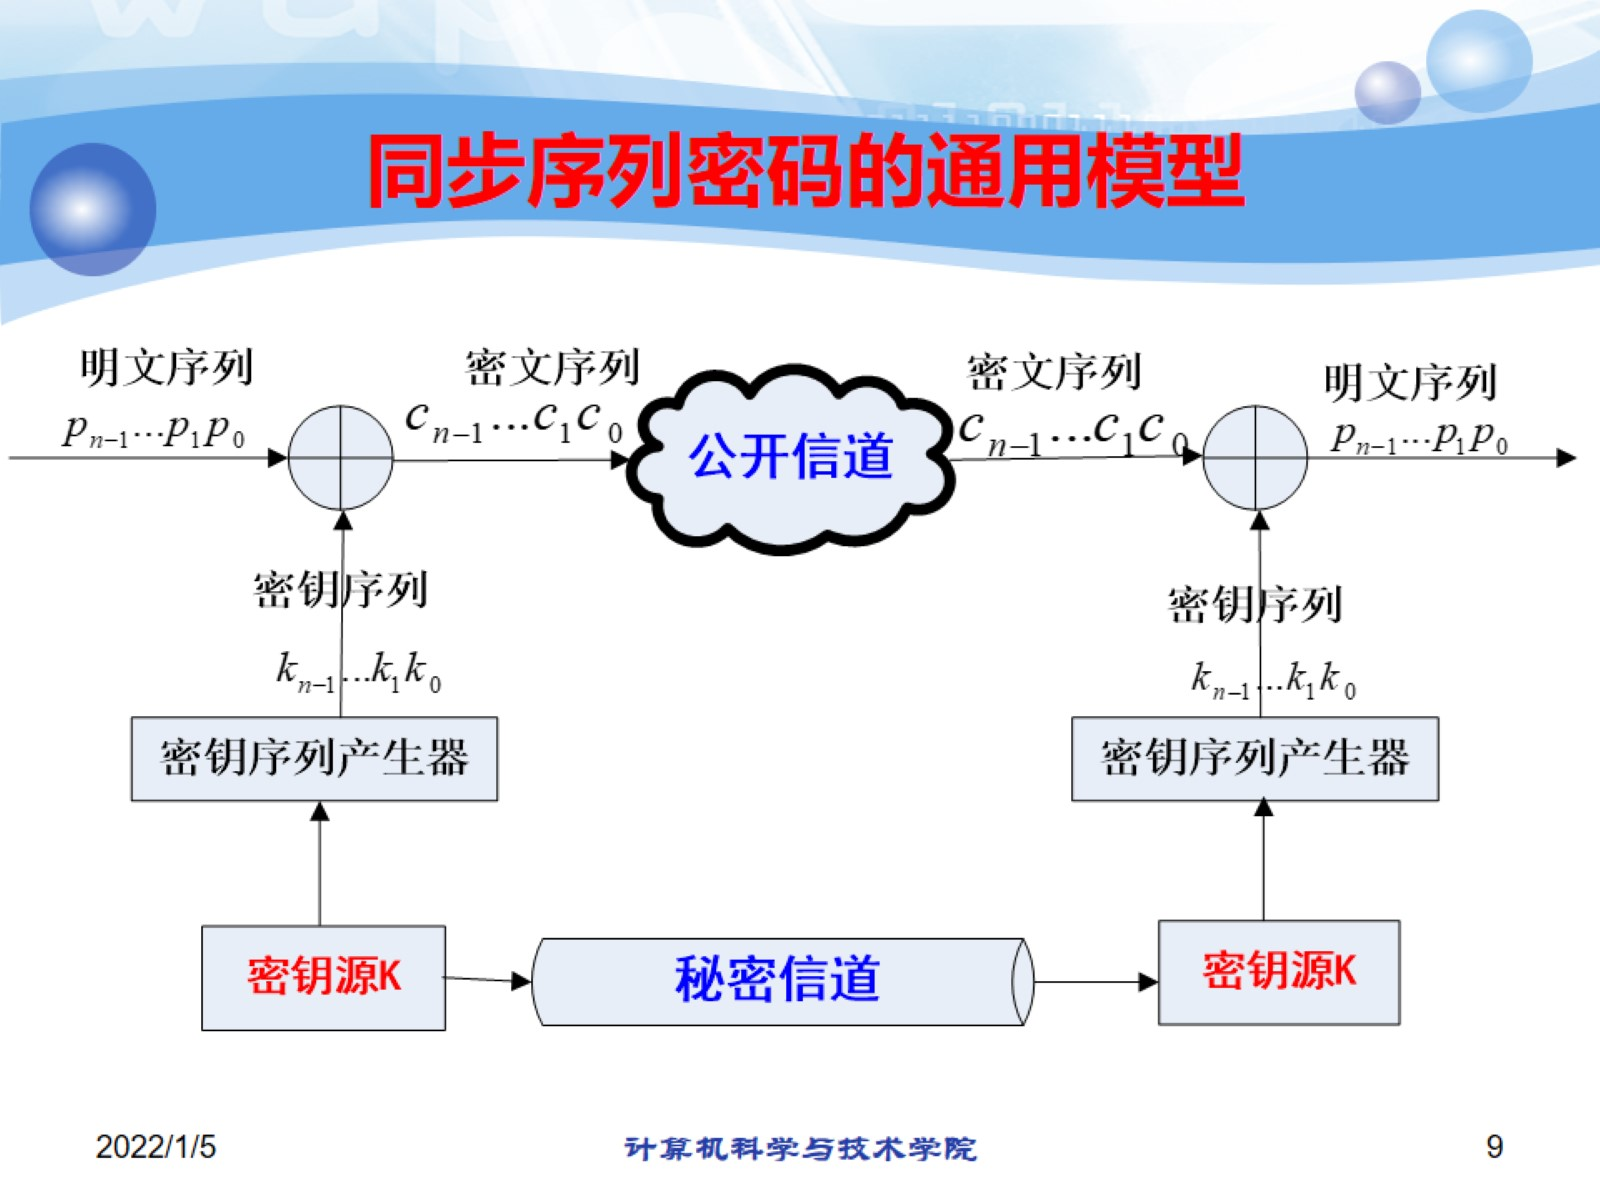 同步序列密码的通用模型
明文序列
pn−1...p1p0
密文序列
cn−1...c1c0
公开信道
密文序列
cn−1...c1c0
明文序列
pn−1...p1p0
密钥序列
kn−1...k1k0
密钥序列
kn−1...k1k0
密钥序列产生器
密钥序列产生器
密钥源K
秘密信道
密钥源K
2022/1/5
计算机科学与技术学院
9